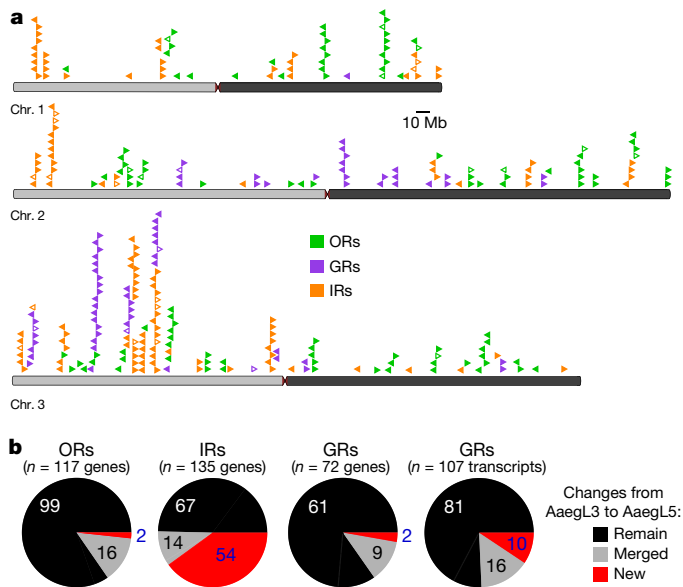 a
Chr. 1
10 Mb
Chr. 2
ORs
GRs
IRs
Chr. 3
b
ORs
(n = 117 genes)
IRs
(n = 135 genes)
GRs
(n = 72 genes)
GRs
(n = 107 transcripts)
99
2
16
67
14
54
61
2
9
81
10
16
Changes from
AaegL3 to AaegL5:
Remain
Merged
New